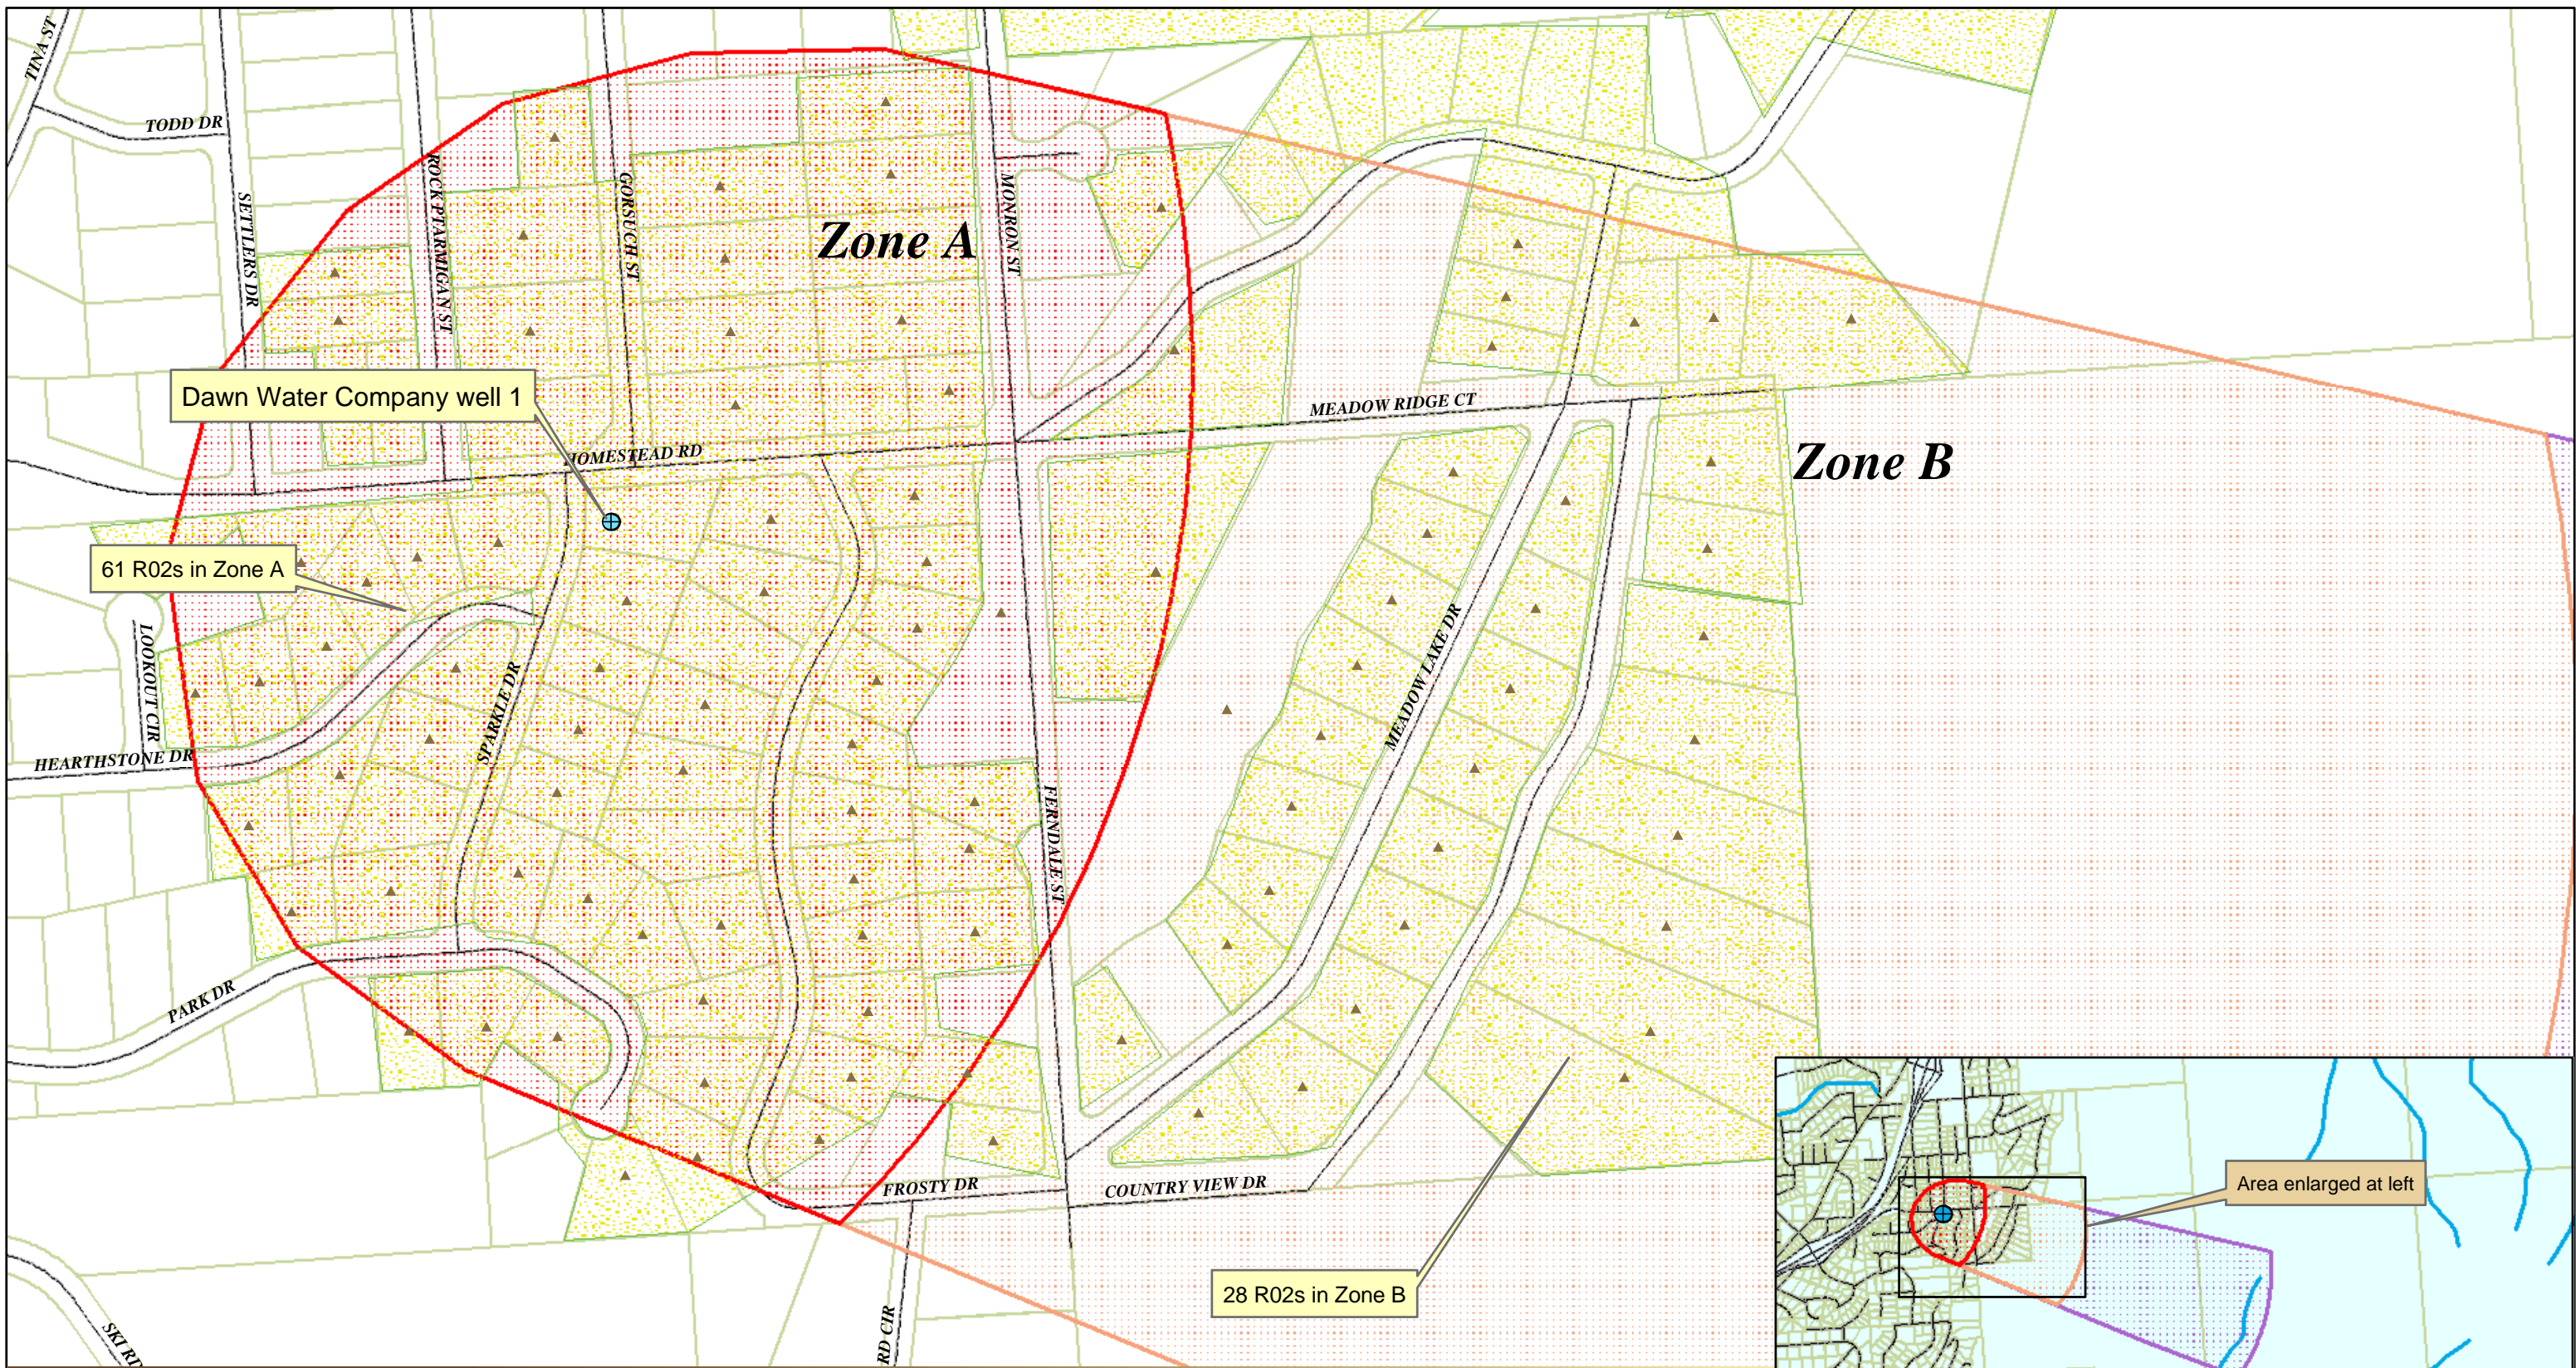 TINA ST
TODD DR
SETTLERS DR
ROCK PTARMIGAN ST
GORSUCH ST
MONRON ST
Zone A
Dawn Water Company well 1
HOMESTEAD RD
MEADOW RIDGE CT
Zone B
61 R02s in Zone A
LOOKOUT CIR
HEARTHSTONE DR
SPARKLE DR
MEADOW LAKE DR
FERNDALE ST
PARK DR
FROSTY DR
COUNTRY VIEW DR
Area enlarged at left
28 R02s in Zone B
RD CIR
SKI RD